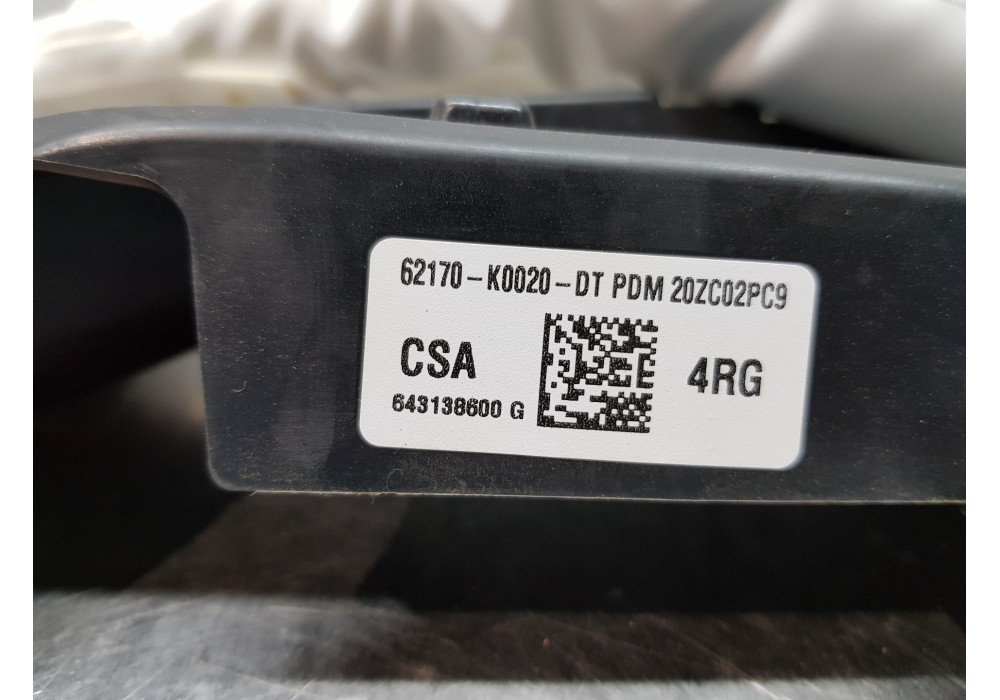 62170-K0020-DT PDM 20ZC02PC9
CSA
4RG
643138600 G